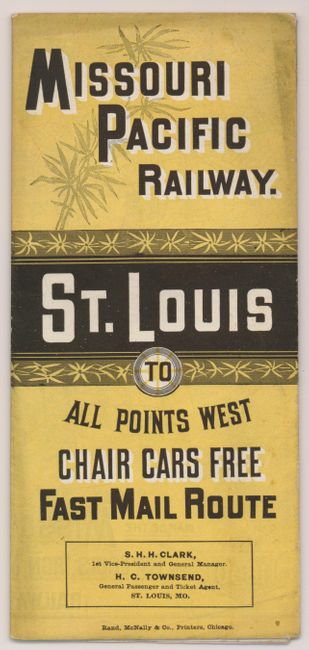 MISSOURI
PACIFIC
RAILWAY.
ST. LOUIS
TO
ALL POINTS WEST
CHAIR CARS FREE
FAST MAIL ROUTE
S. H. H. CLARK,
1st Vice-President and General Manager.
H. C. TOWNSEND,
General Passenger and Ticket Agent,
ST. LOUIS, MO.
Rand, McNally & Co., Printers, Chicago.